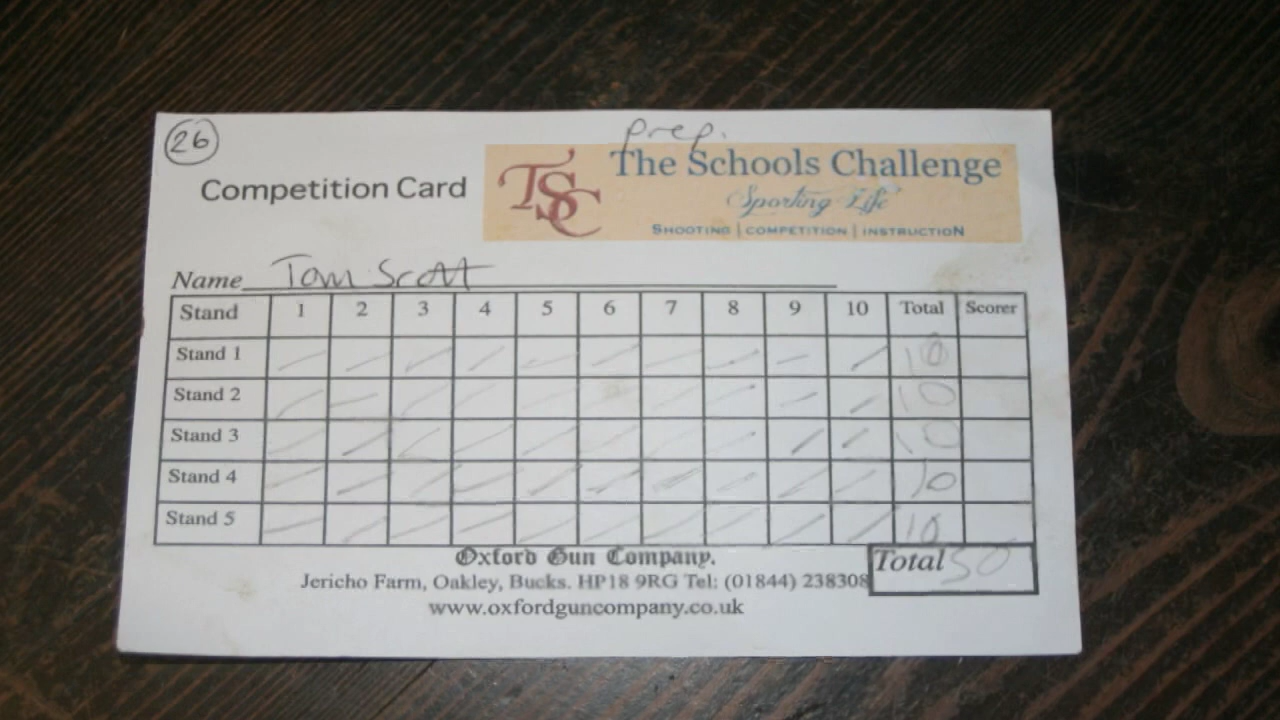 26
prep.
Competition Card
TSC
The Schools Challenge
Sporting Life
SHOOTING | COMPETITION | INSTRUCTION
Name Tom Scott
Stand 1 2 3 4 5 6 7 8 9 10 Total Scorer
Stand 1 / / / / / / / / / / 10
Stand 2 / / / / / / / / / / 10
Stand 3 / / / / / / / / / / 10
Stand 4 / / / / / / / / / / 10
Stand 5 / / / / / / / / / / 10
Total 50
Oxford Gun Company.
Jericho Farm, Oakley, Bucks. HP18 9RG Tel: (01844) 238308
www.oxfordguncompany.co.uk